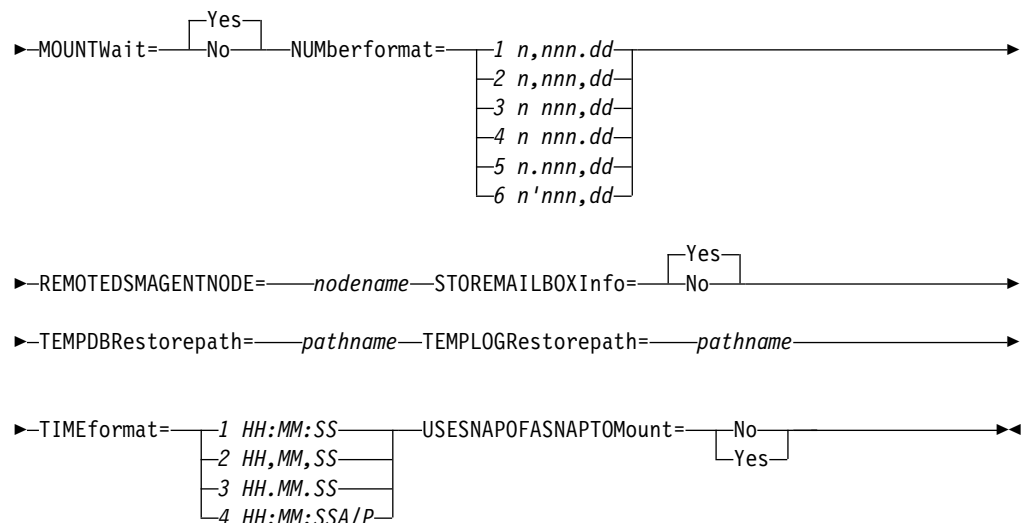 Yes
MOUNTWait= No NUMberformat= 1 n,nnn.dd
2 n,nnn,dd
3 n nnn,dd
4 n nnn.dd
5 n.nnn,dd
6 n'nnn,dd
Yes
REMOTEDSMAGENTNODE= nodename STOREMAILBOXInfo= No
TEMPDBRestorepath= pathname TEMPLOGRestorepath= pathname
TIMEformat= 1 HH:MM:SS USESNAPOFASNAPTOMount= No
2 HH,MM,SS Yes
3 HH.MM.SS
4 HH:MM:SSA/P